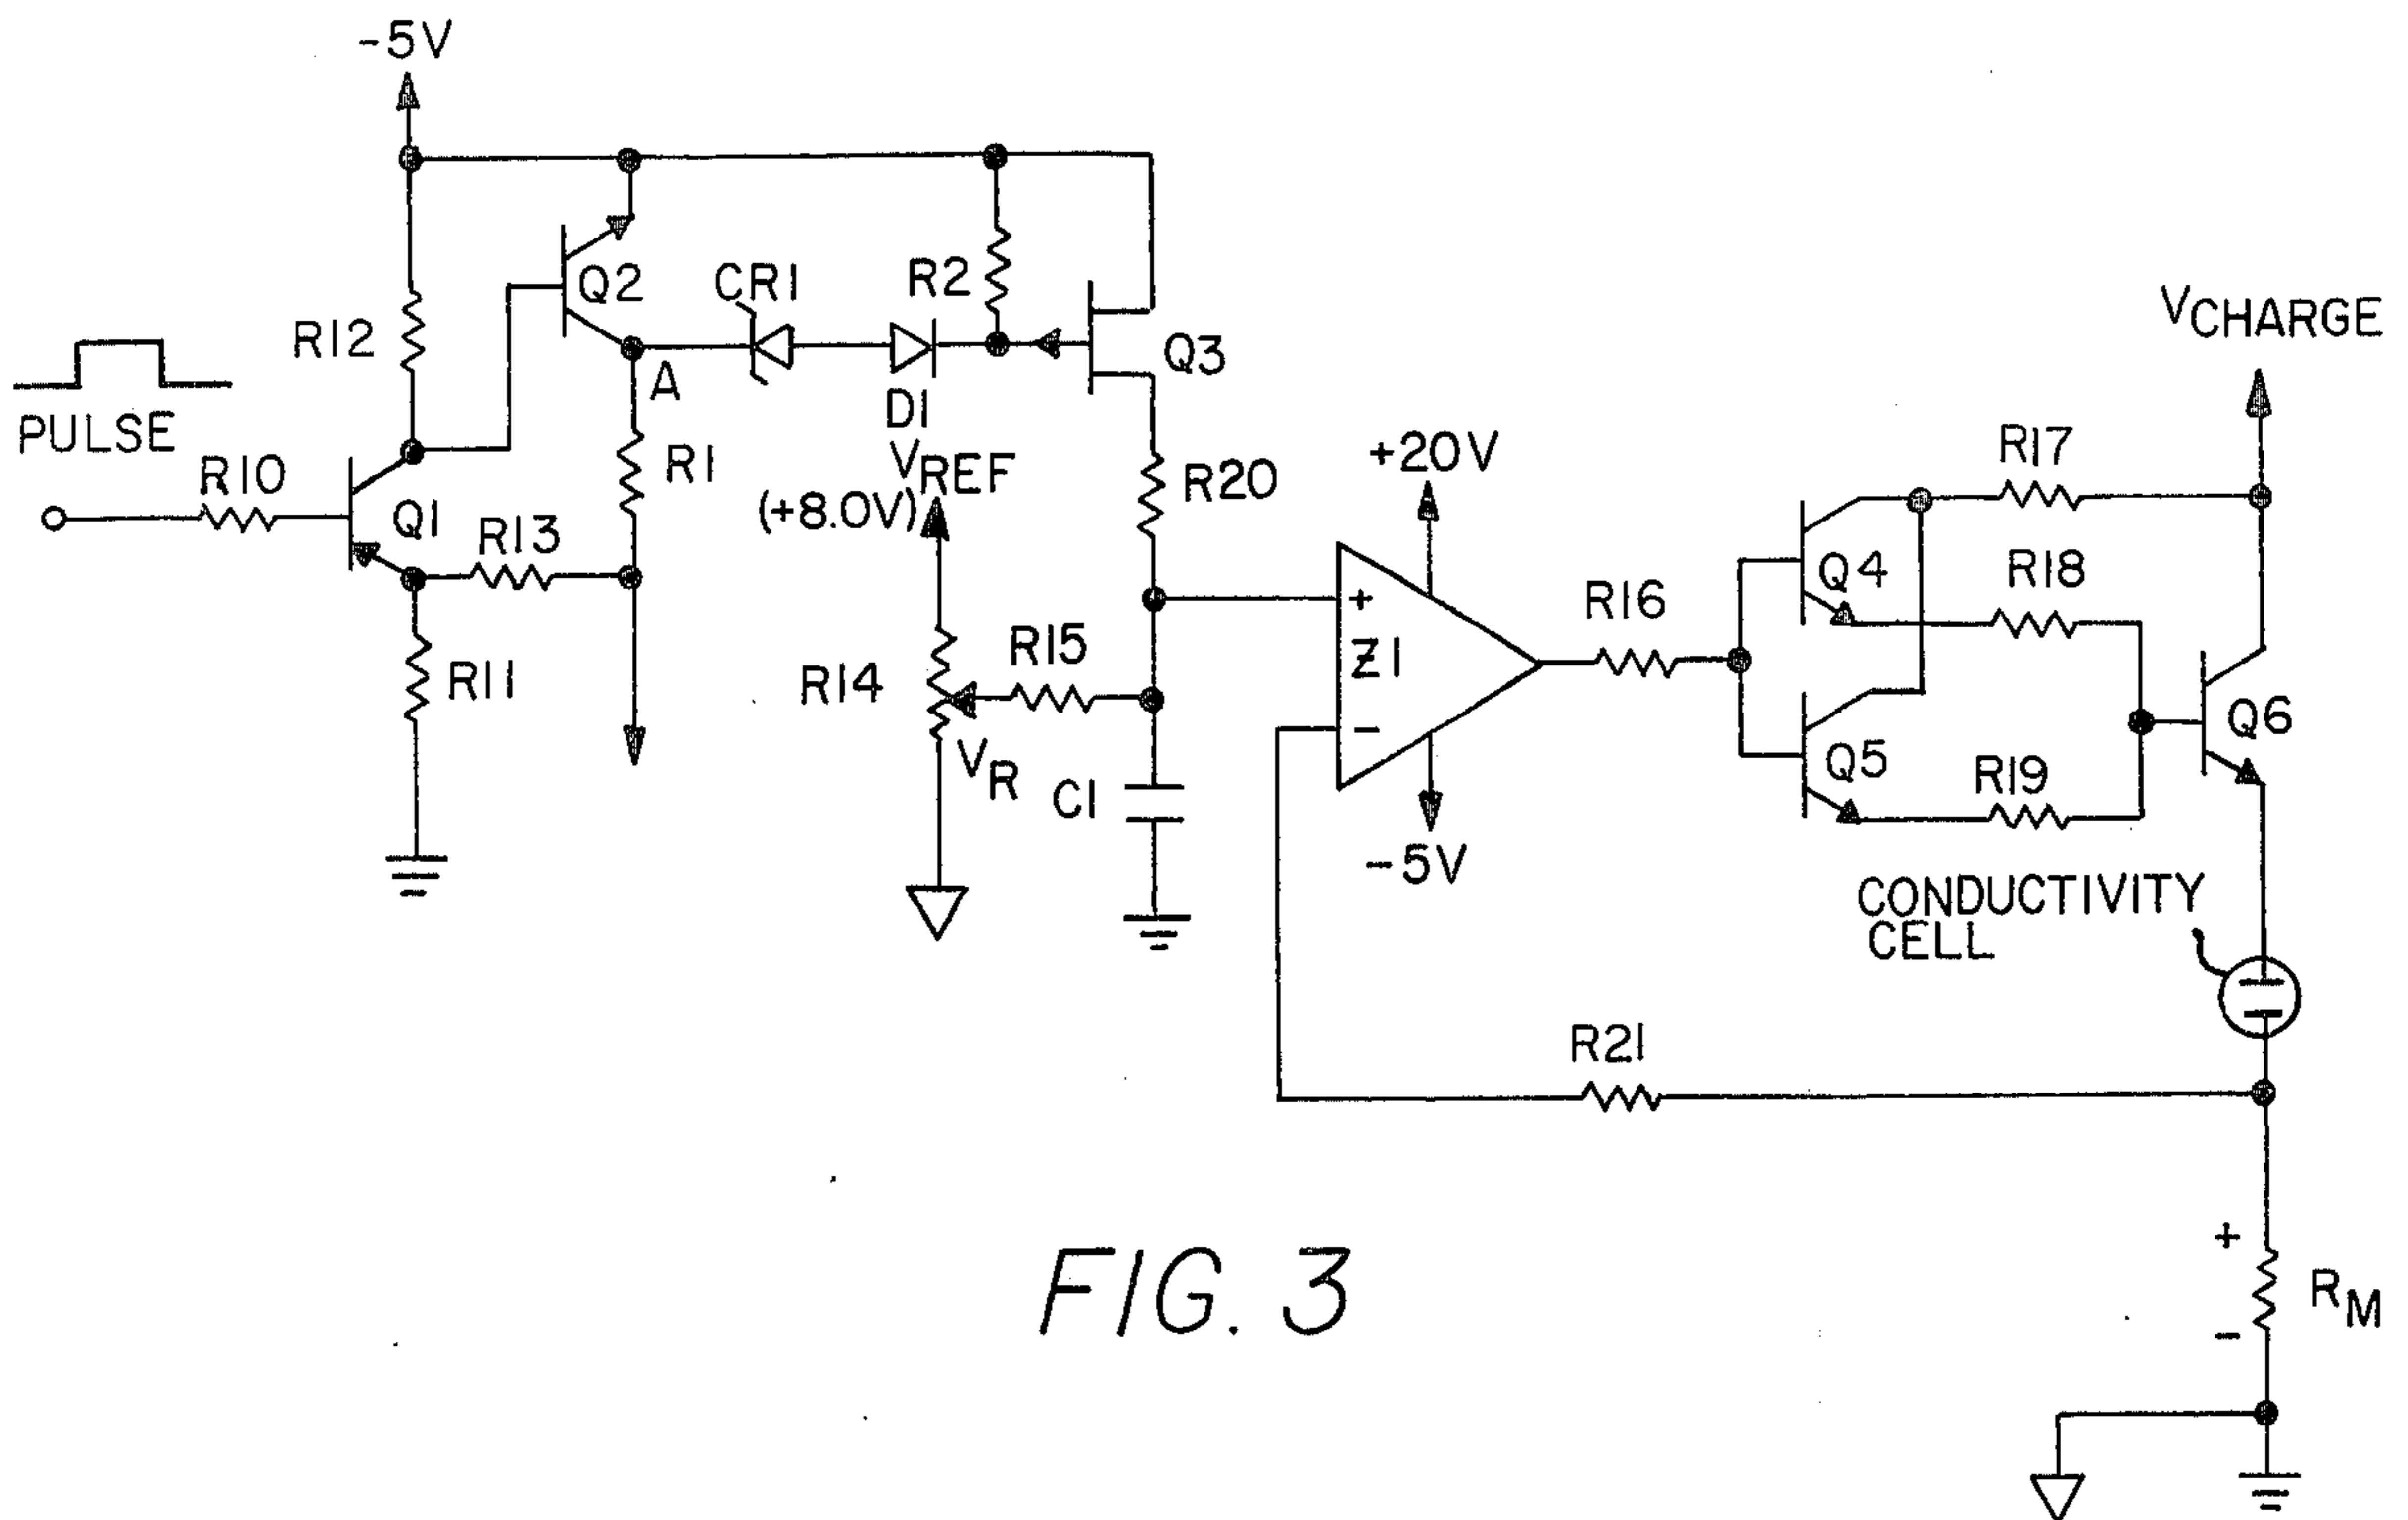 -5V
R12
Q2
CR1
R2
Q3
D1
A
PULSE
R10
Q1
R13
R1
R11
VREF
(+8.0V)
R20
R14
R15
VR
C1
+20V
+
Z1
-
-5V
R16
Q4
Q5
R17
R18
R19
VCHARGE
Q6
CONDUCTIVITY
CELL
R21
+
RM
-
FIG. 3